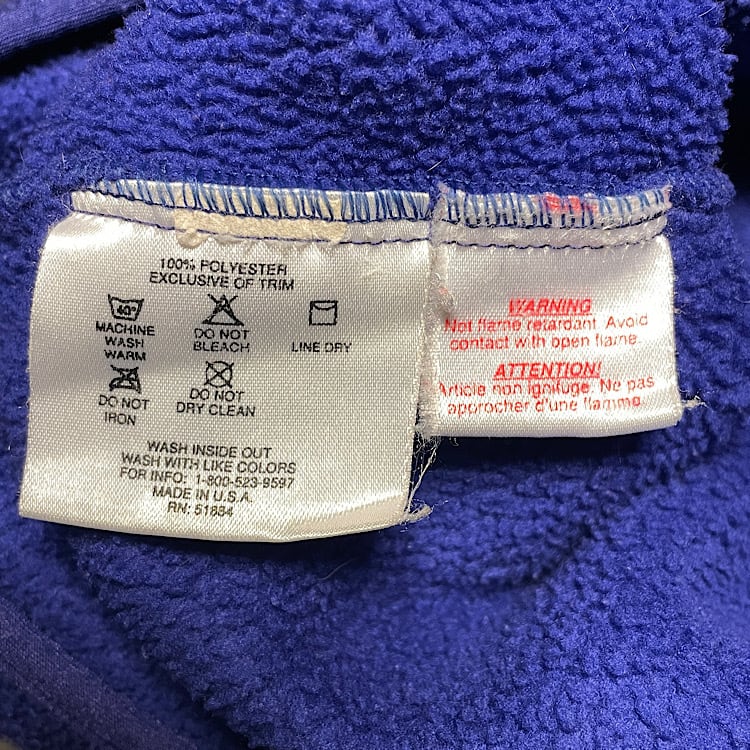 100% POLYESTER
EXCLUSIVE OF TRIM
40°
MACHINE
WASH
WARM
DO NOT
BLEACH
LINE DRY
DO NOT
IRON
DO NOT
DRY CLEAN
WASH INSIDE OUT
WASH WITH LIKE COLORS
FOR INFO: 1-800-523-9597
MADE IN U.S.A.
RN: 51884
WARNING
Not flame retardant. Avoid
contact with open flame.
ATTENTION!
Article non ignifuge. Ne pas
approcher d'une flamme.